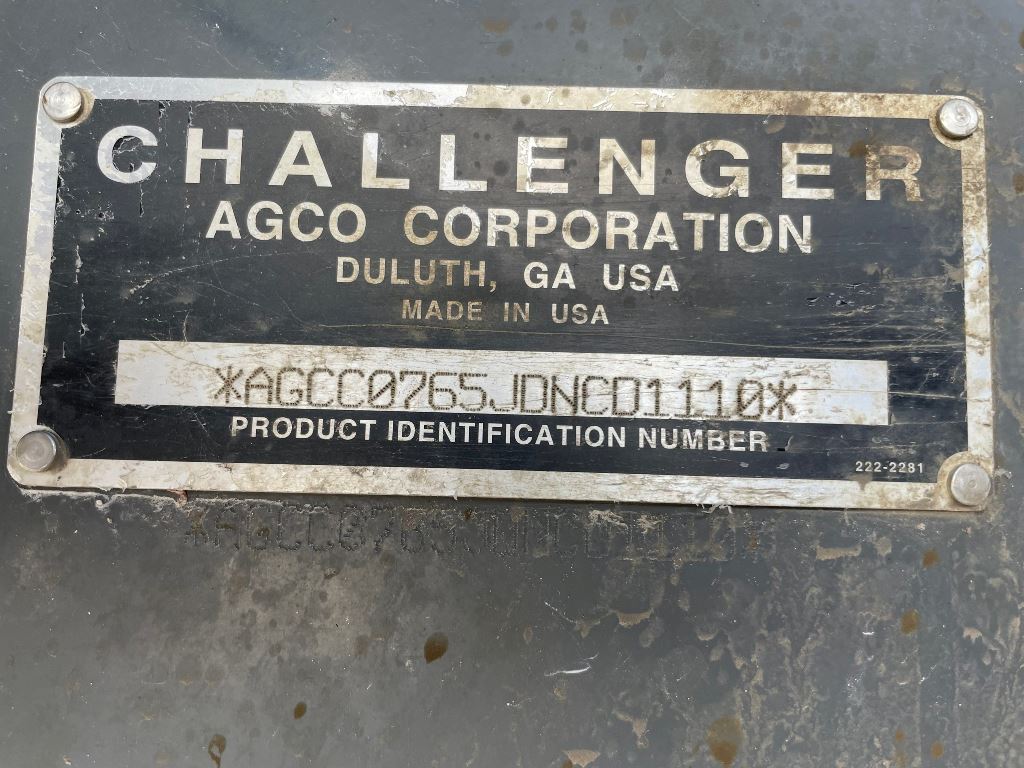 CHALLENGER
AGCO CORPORATION
DULUTH, GA USA
MADE IN USA
*AGCC0765JDNCD1110*
PRODUCT IDENTIFICATION NUMBER
222-2281